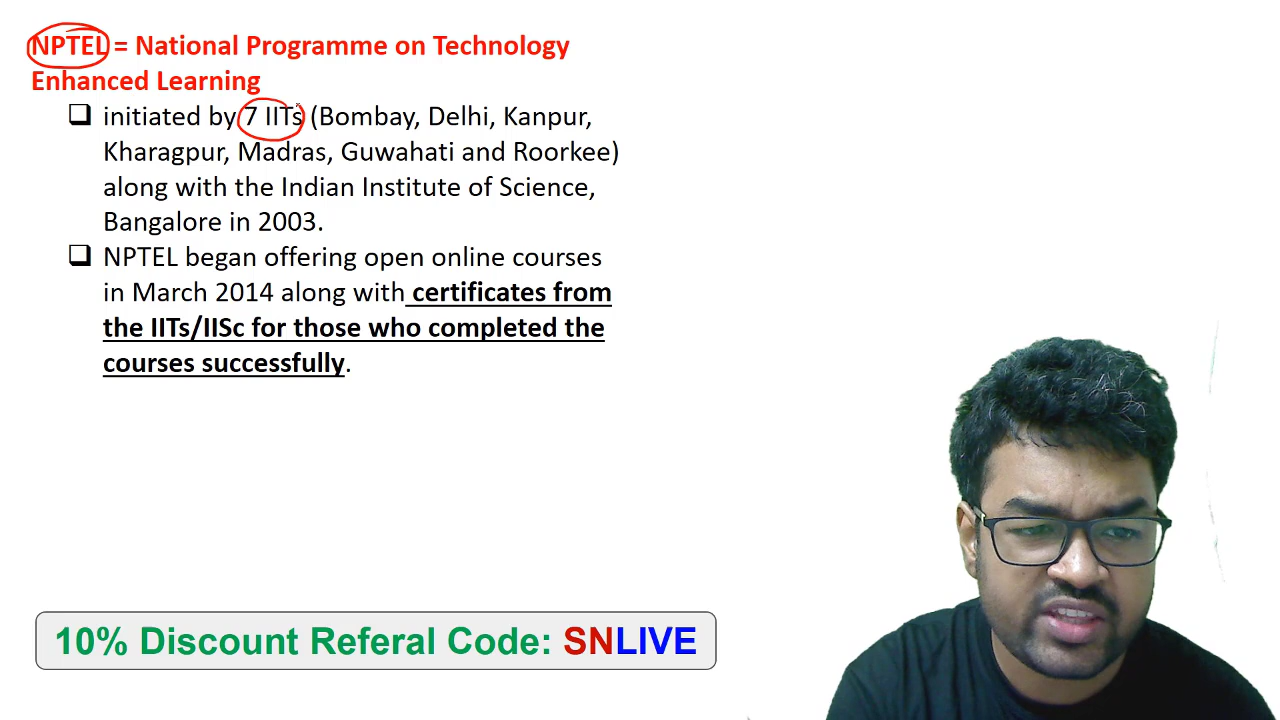 NPTEL = National Programme on Technology
Enhanced Learning
initiated by 7 IITs (Bombay, Delhi, Kanpur,
Kharagpur, Madras, Guwahati and Roorkee)
along with the Indian Institute of Science,
Bangalore in 2003.
NPTEL began offering open online courses
in March 2014 along with certificates from
the IITs/IISc for those who completed the
courses successfully.
10% Discount Referal Code: SNLIVE